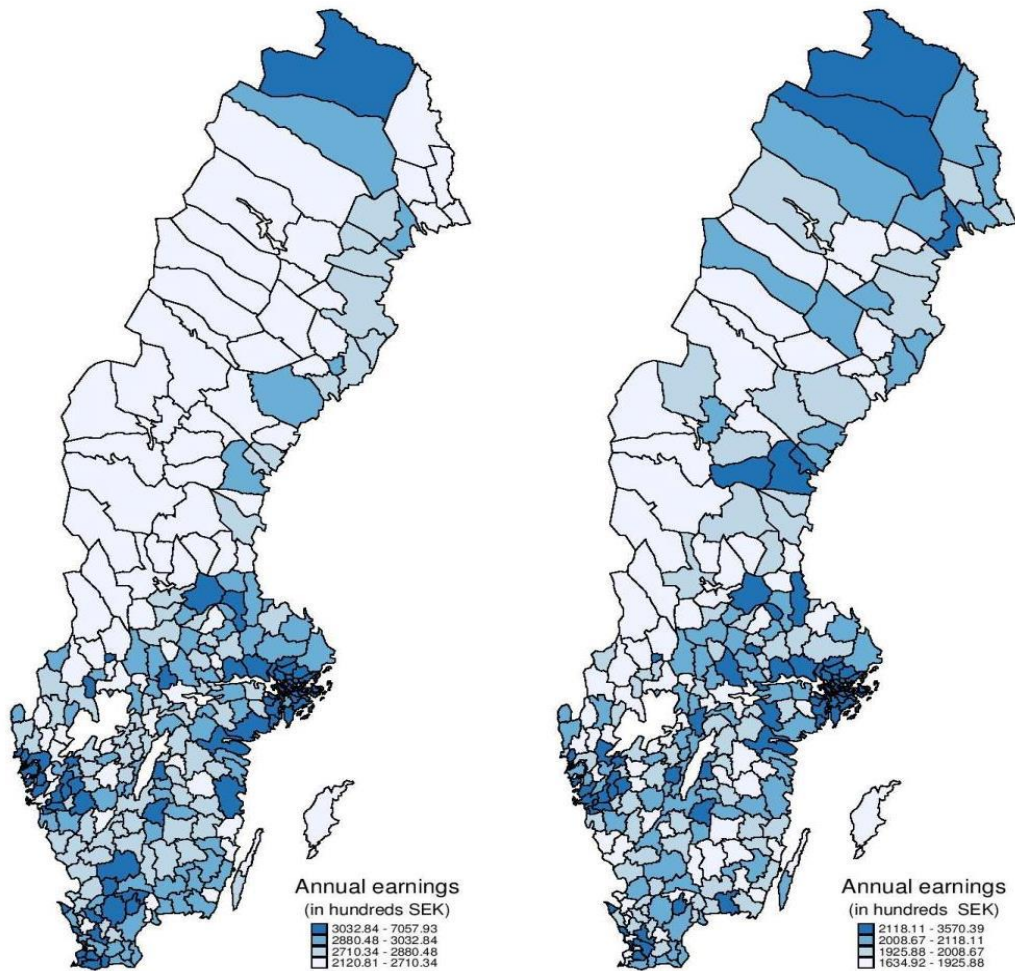 Annual earnings
(in hundreds SEK)
3032.84 - 7057.93
2880.48 - 3032.84
2710.34 - 2880.48
2120.81 - 2710.34
Annual earnings
(in hundreds SEK)
2118.11 - 3570.39
2008.67 - 2118.11
1925.88 - 2008.67
1634.92 - 1925.88